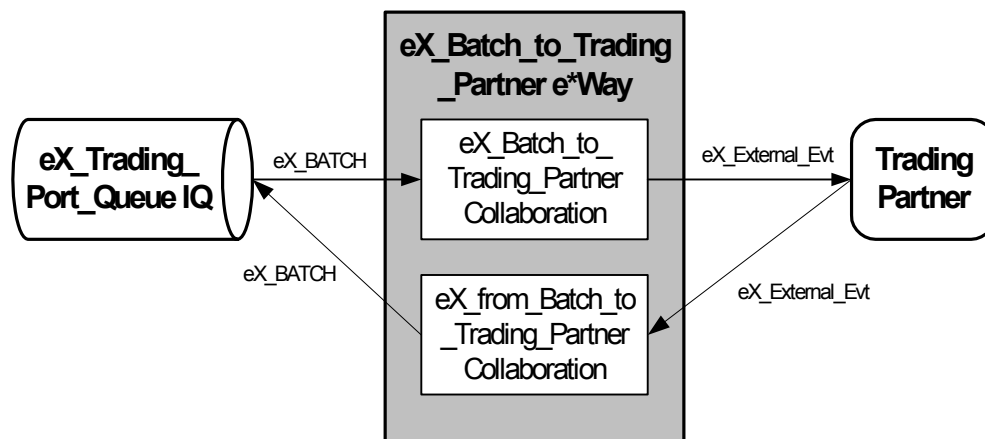 eX_Batch_to_Trading
_Partner e*Way
eX_Trading_
Port_Queue IQ
eX_BATCH
eX_Batch_to_
Trading_Partner
Collaboration
eX_External_Evt
Trading
Partner
eX_BATCH
eX_from_Batch_to
_Trading_Partner
Collaboration
eX_External_Evt